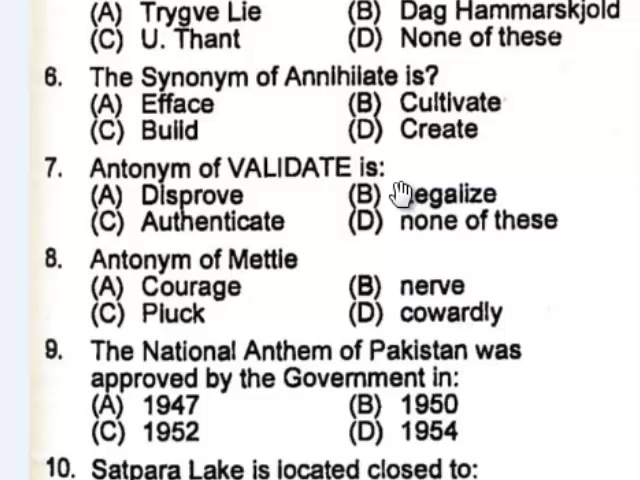 (A) Trygve Lie (B) Dag Hammarskjold
(C) U. Thant (D) None of these
6. The Synonym of Annihilate is?
(A) Efface (B) Cultivate
(C) Build (D) Create
7. Antonym of VALIDATE is:
(A) Disprove (B) egalize
(C) Authenticate (D) none of these
8. Antonym of Mettie
(A) Courage (B) nerve
(C) Pluck (D) cowardly
9. The National Anthem of Pakistan was
approved by the Government in:
(A) 1947 (B) 1950
(C) 1952 (D) 1954
10. Satpara Lake is located closed to: